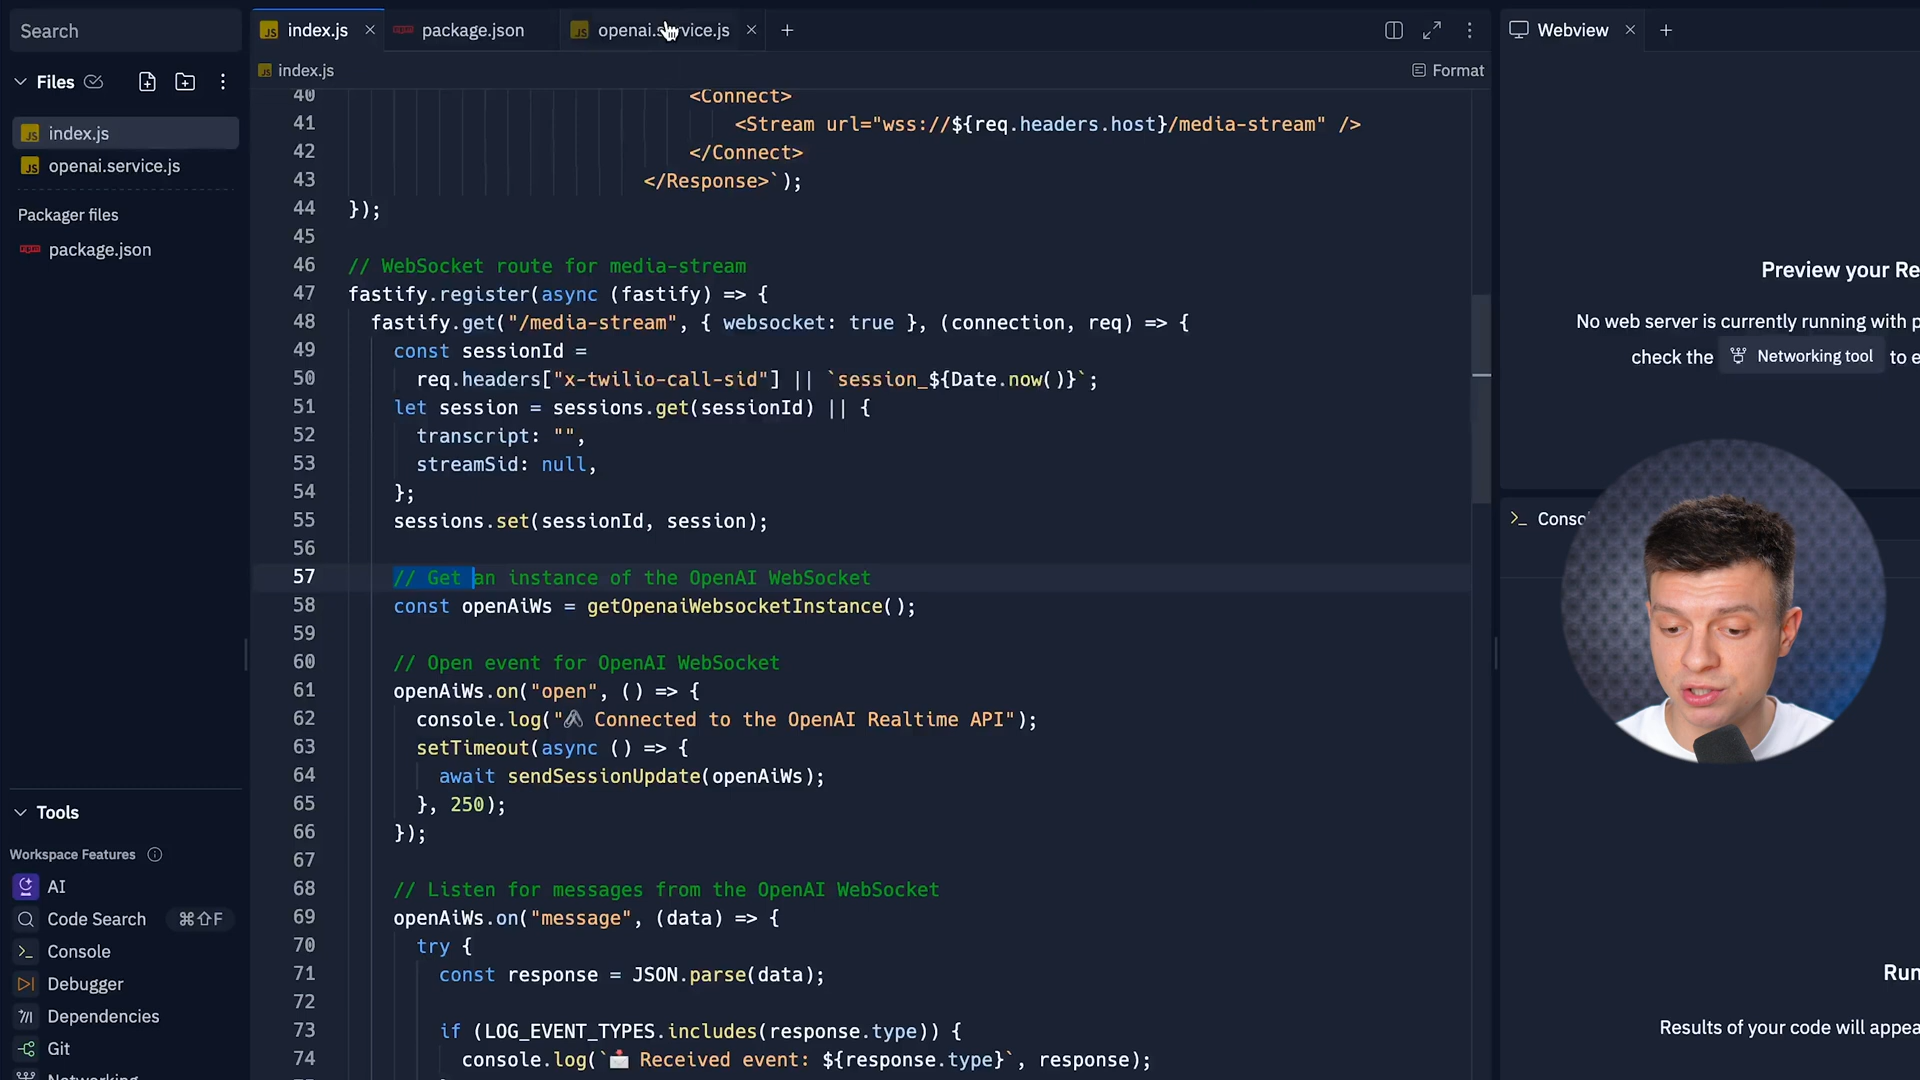 Search
index.js
package.json
openai.service.js
Webview
Files
index.js
Format
index.js
openai.service.js
Packager files
package.json
40 <Connect>
41 <Stream url="wss://${req.headers.host}/media-stream" />
42 </Connect>
43 </Response>`);
44 });
45
46 // WebSocket route for media-stream
47 fastify.register(async (fastify) => {
48 fastify.get("/media-stream", { websocket: true }, (connection, req) => {
49 const sessionId =
50 req.headers["x-twilio-call-sid"] || `session_${Date.now()}`;
51 let session = sessions.get(sessionId) || {
52 transcript: "",
53 streamSid: null,
54 };
55 sessions.set(sessionId, session);
56
57 // Get an instance of the OpenAI WebSocket
58 const openAiWs = getOpenaiWebsocketInstance();
59
60 // Open event for OpenAI WebSocket
61 openAiWs.on("open", () => {
62 console.log("🖇️ Connected to the OpenAI Realtime API");
63 setTimeout(async () => {
64 await sendSessionUpdate(openAiWs);
65 }, 250);
66 });
67
68 // Listen for messages from the OpenAI WebSocket
69 openAiWs.on("message", (data) => {
70 try {
71 const response = JSON.parse(data);
72
73 if (LOG_EVENT_TYPES.includes(response.type)) {
74 console.log(`📩 Received event: ${response.type}`, response);
Preview your Re
No web server is currently running with p
check the Networking tool to e
Conso
Run
Results of your code will appea
Tools
Workspace Features
AI
Code Search ⌘⇧F
Console
Debugger
Dependencies
Git
Networking